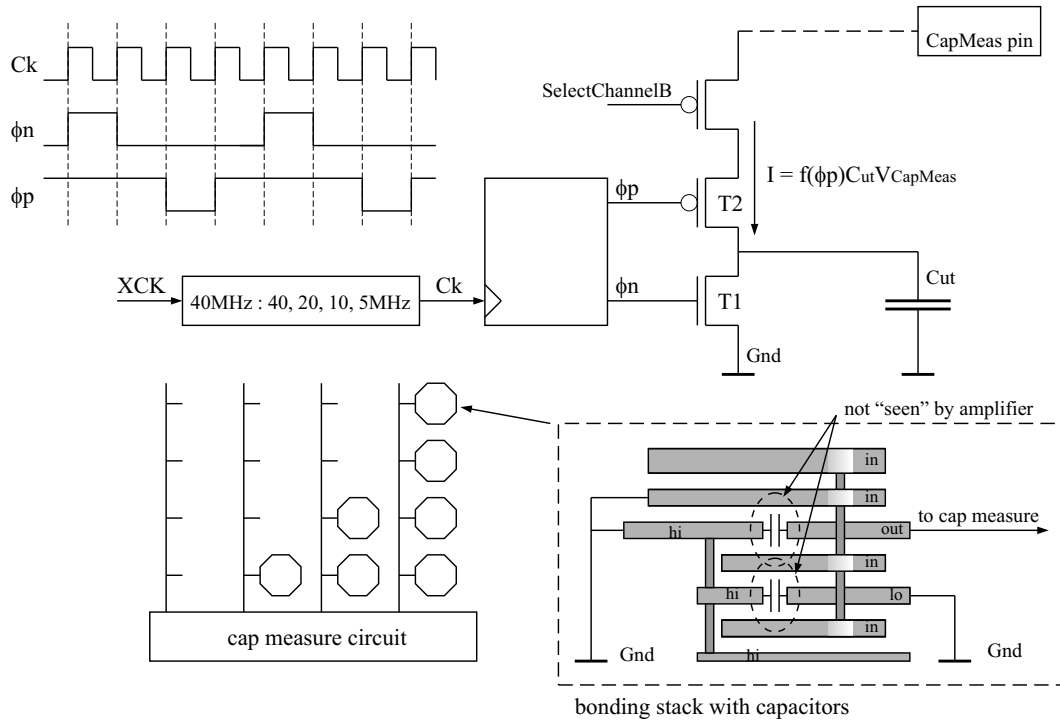 CapMeas pin
Ck
SelectChannelB
ϕn
I = f(ϕp)CutVCapMeas
ϕp
ϕp
T2
XCK
Ck
ϕn
Cut
40MHz : 40, 20, 10, 5MHz
T1
Gnd
not “seen” by amplifier
in
in
to cap measure
hi
out
in
hi
lo
cap measure circuit
in
Gnd
Gnd
hi
bonding stack with capacitors